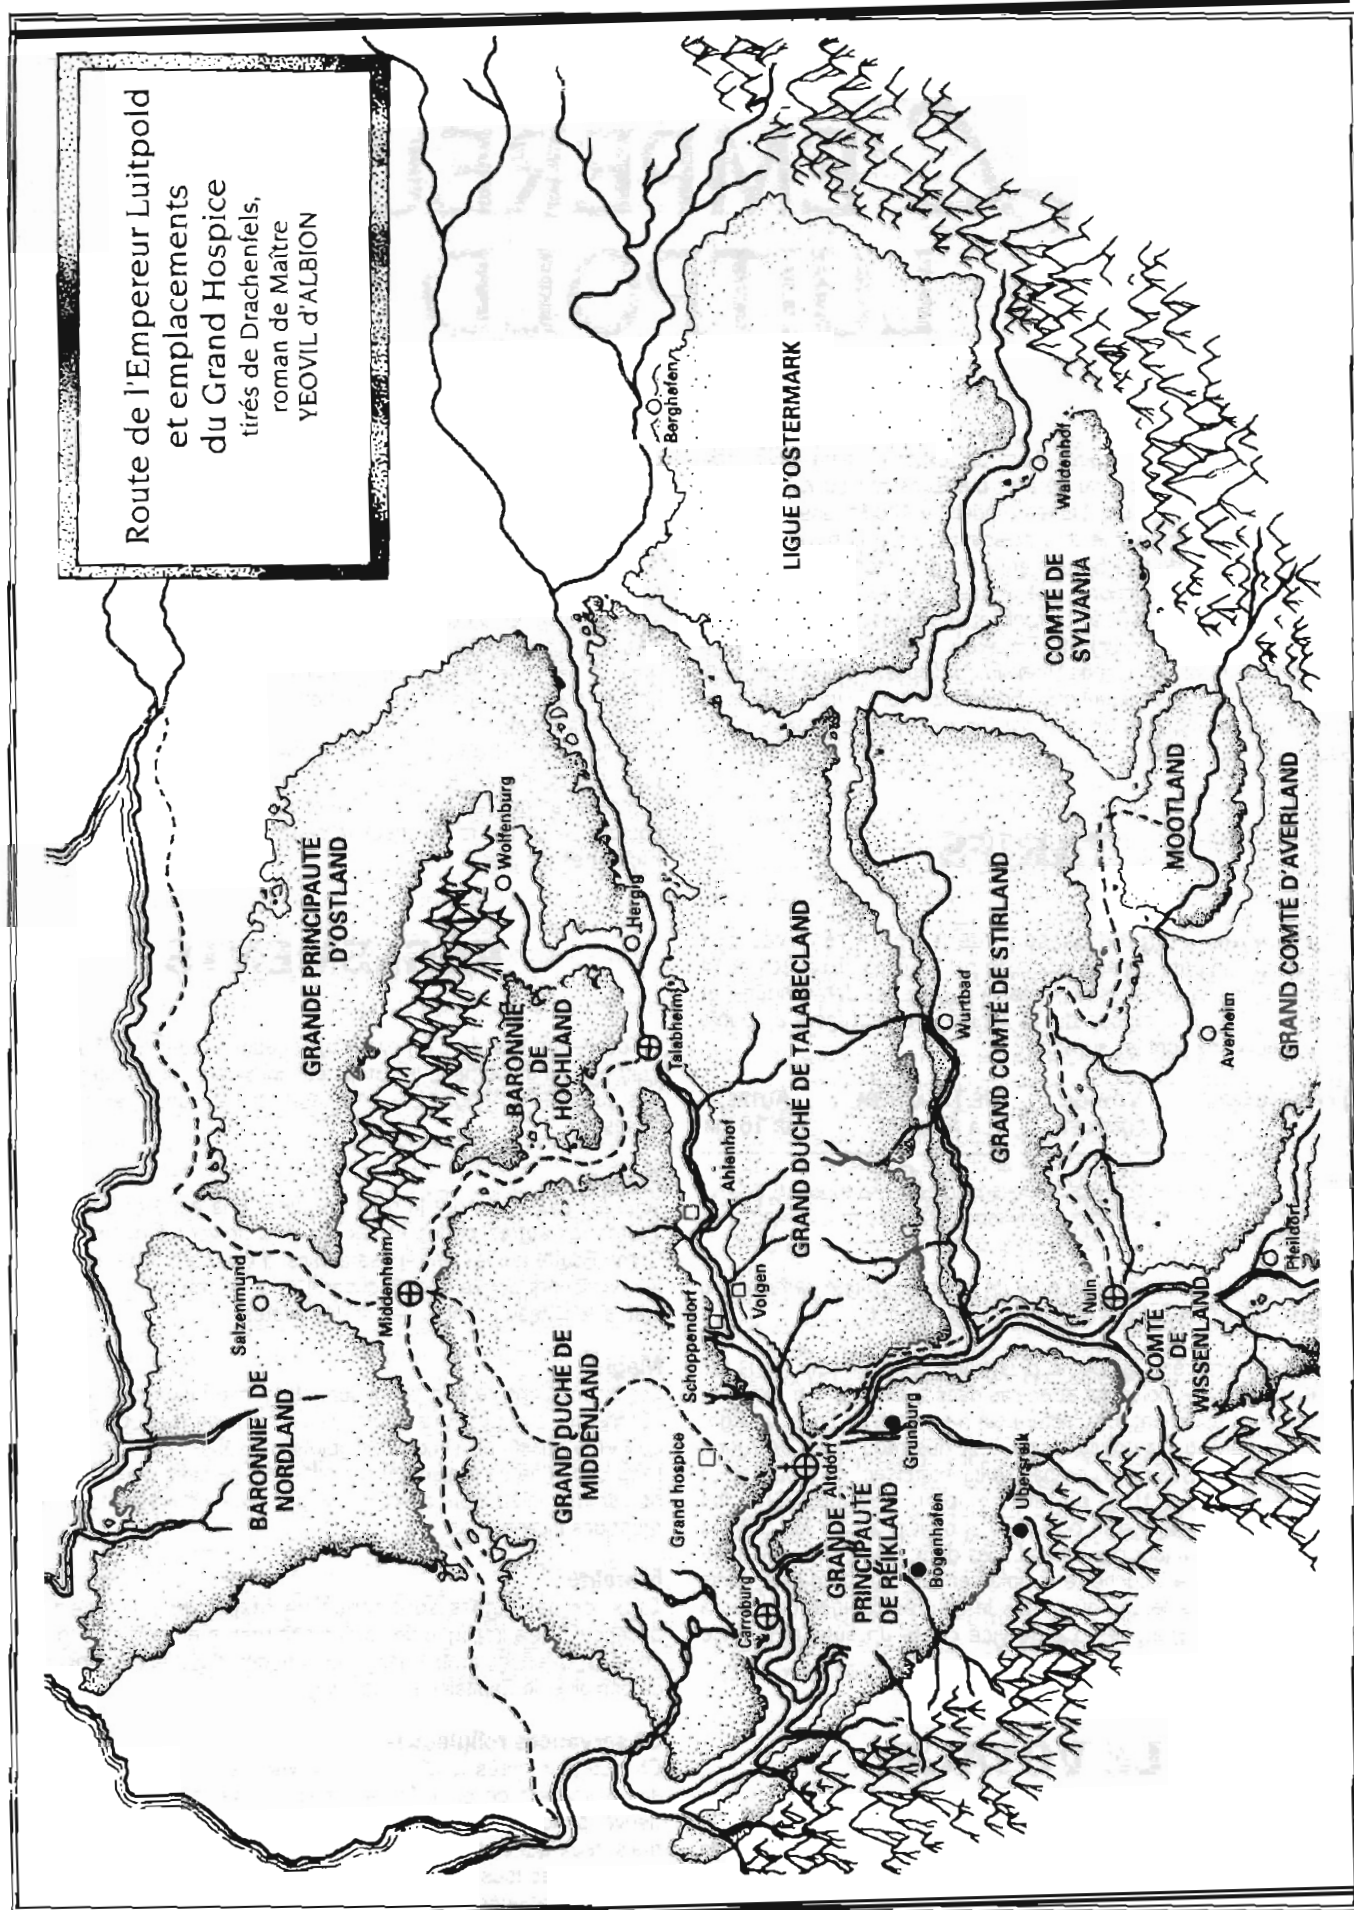 Route de l'Empereur Luitpold
et emplacements
du Grand Hospice
tirés de Drachenfels,
roman de Maître
YEOVIL d'ALBION
Salzenmund
BARONNIE DE
NORDLAND
GRANDE PRINCIPAUTE
D'OSTLAND
Wolfenburg
Middenheim
BARONNIE
DE
HOCHLAND
Hergig
Talabheim
Berghafen
LIGUE D'OSTERMARK
GRAND DUCHÉ DE
MIDDENLAND
Grand hospice
Schoppendorf
Volgen
Ahlenhof
GRAND DUCHÉ DE TALABECLAND
Carroburg
Altdorf
GRANDE
PRINCIPAUTE
DE REIKLAND
Grunburg
Bogenhafen
Ubersreik
Wurtbad
GRAND COMTÉ DE STIRLAND
Waldenhof
COMTÉ DE
SYLVANIA
Nuln
COMTÉ
DE
WISSENLAND
Pfeildorf
Averheim
MOOTLAND
GRAND COMTÉ D'AVERLAND